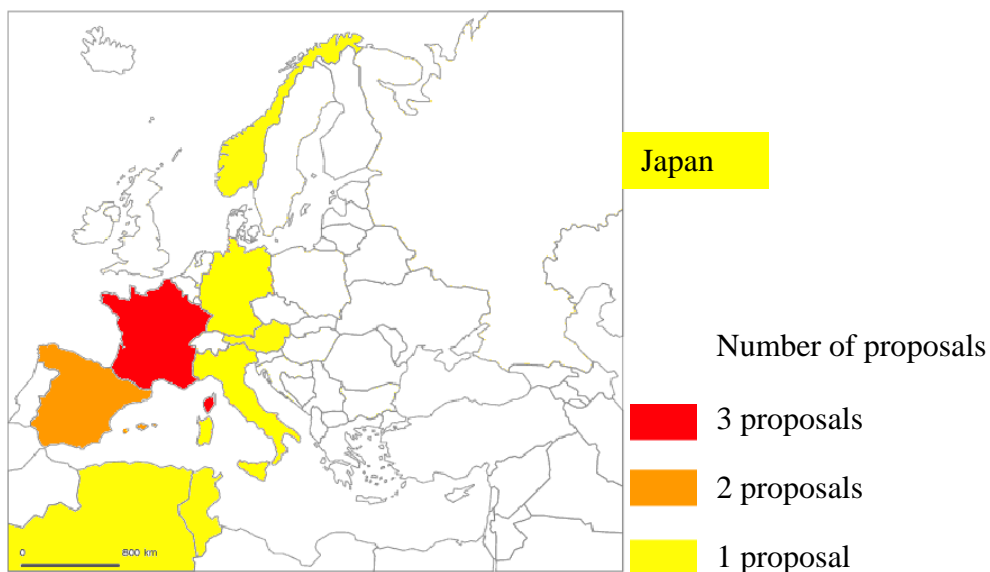 Japan
Number of proposals
3 proposals
2 proposals
1 proposal
0 800 km